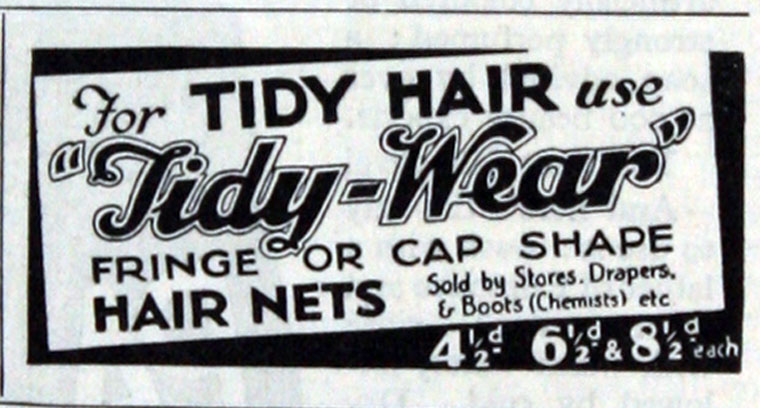 For TIDY HAIR use
"Tidy-Wear"
FRINGE OR CAP SHAPE
HAIR NETS
Sold by Stores. Drapers.
& Boots (Chemists) etc
4½d 6½d & 8½d each